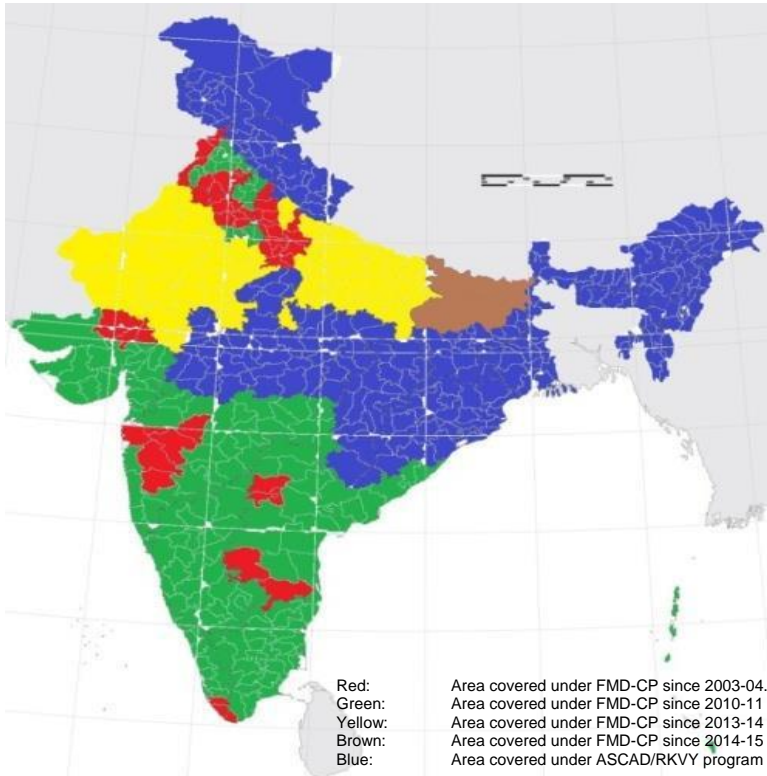 Red: Area covered under FMD-CP since 2003-04.
Green: Area covered under FMD-CP since 2010-11
Yellow: Area covered under FMD-CP since 2013-14
Brown: Area covered under FMD-CP since 2014-15
Blue: Area covered under ASCAD/RKVY program